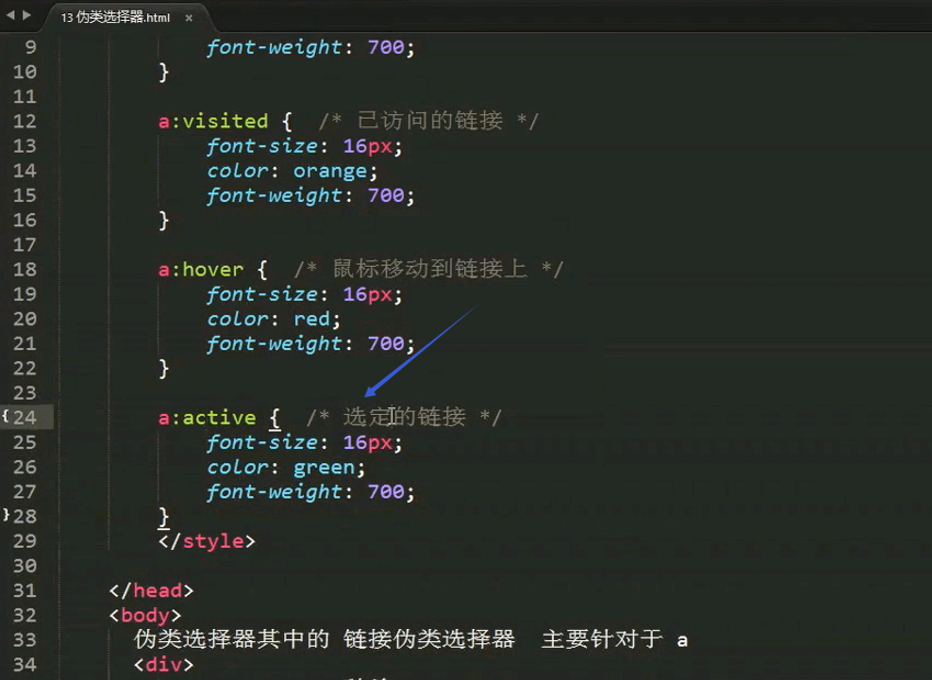 13 伪类选择器.html ×
9 font-weight: 700;
10 }
11
12 a:visited { /* 已访问的链接 */
13 font-size: 16px;
14 color: orange;
15 font-weight: 700;
16 }
17
18 a:hover { /* 鼠标移动到链接上 */
19 font-size: 16px;
20 color: red;
21 font-weight: 700;
22 }
23
{24 a:active { /* 选定的链接 */
25 font-size: 16px;
26 color: green;
27 font-weight: 700;
}28 }
29 </style>
30
31 </head>
32 <body>
33 伪类选择器其中的 链接伪类选择器 主要针对于 a
34 <div>